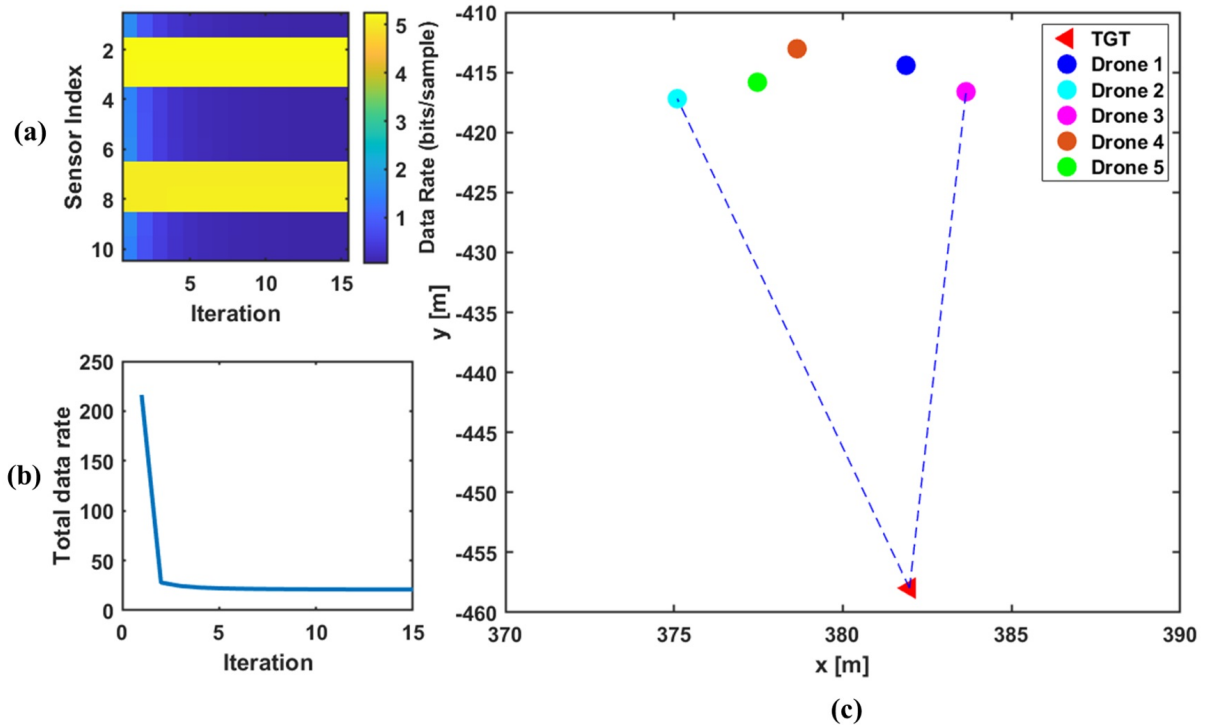 (a)
Sensor Index
2
4
6
8
10
5
10
15
Iteration
5
4
3
2
1
Data Rate (bits/sample)
(b)
Total data rate
250
200
150
100
50
0
0
5
10
15
Iteration
y [m]
-410
-415
-420
-425
-430
-435
-440
-445
-450
-455
-460
370
375
380
385
390
x [m]
TGT
Drone 1
Drone 2
Drone 3
Drone 4
Drone 5
(c)